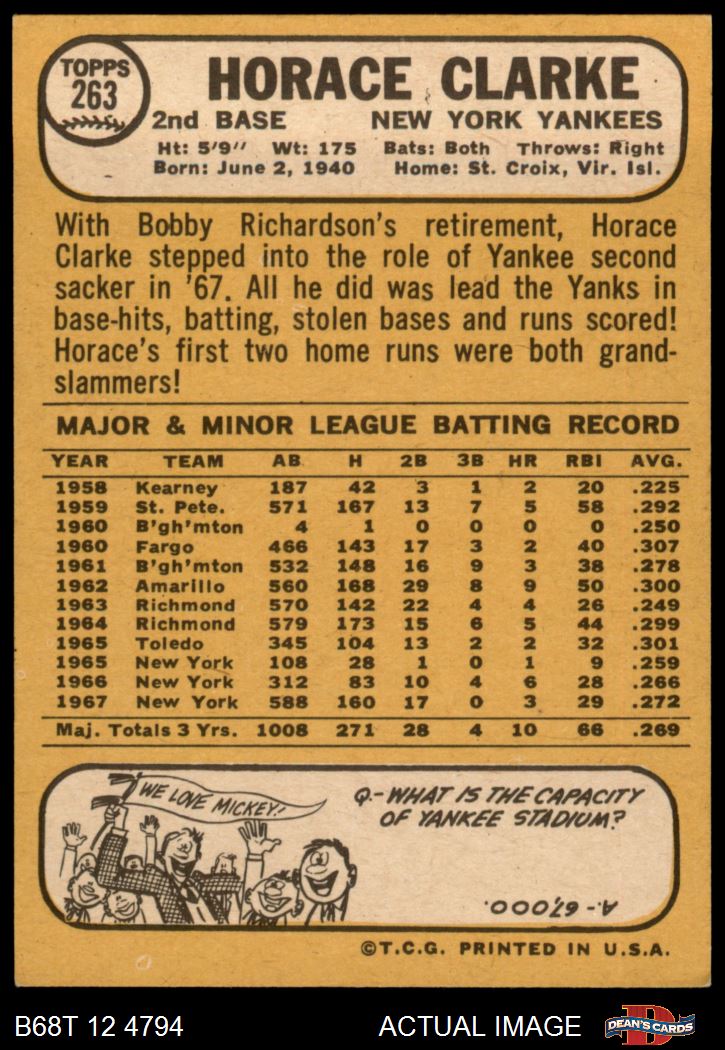 TOPPS
263
HORACE CLARKE
2nd BASE NEW YORK YANKEES
Ht: 5'9" Wt: 175 Bats: Both Throws: Right
Born: June 2, 1940 Home: St. Croix, Vir. Isl.
With Bobby Richardson's retirement, Horace
Clarke stepped into the role of Yankee second
sacker in '67. All he did was lead the Yanks in
base-hits, batting, stolen bases and runs scored!
Horace's first two home runs were both grand-
slammers!
MAJOR & MINOR LEAGUE BATTING RECORD
YEAR TEAM AB H 2B 3B HR RBI AVG.
1958 Kearney 187 42 3 1 2 20 .225
1959 St. Pete. 571 167 13 7 5 58 .292
1960 B'gh'mton 4 1 0 0 0 0 .250
1960 Fargo 466 143 17 3 2 40 .307
1961 B'gh'mton 532 148 16 9 3 38 .278
1962 Amarillo 560 168 29 8 9 50 .300
1963 Richmond 570 142 22 4 4 26 .249
1964 Richmond 579 173 15 6 5 44 .299
1965 Toledo 345 104 13 2 2 32 .301
1965 New York 108 28 1 0 1 9 .259
1966 New York 312 83 10 4 6 28 .266
1967 New York 588 160 17 0 3 29 .272
Maj. Totals 3 Yrs. 1008 271 28 4 10 66 .269
WE LOVE MICKEY!
Q.- WHAT IS THE CAPACITY
OF YANKEE STADIUM?
A.- 67,000.
©T.C.G. PRINTED IN U.S.A.
B68T 12 4794 ACTUAL IMAGE
DEAN'S CARDS